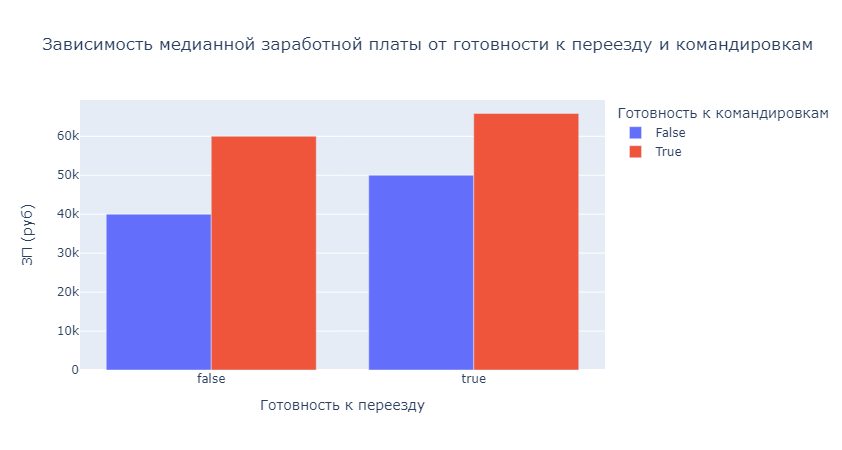 Зависимость медианной заработной платы от готовности к переезду и командировкам
Готовность к командировкам
False
True
ЗП (руб)
60k
50k
40k
30k
20k
10k
0
false
true
Готовность к переезду